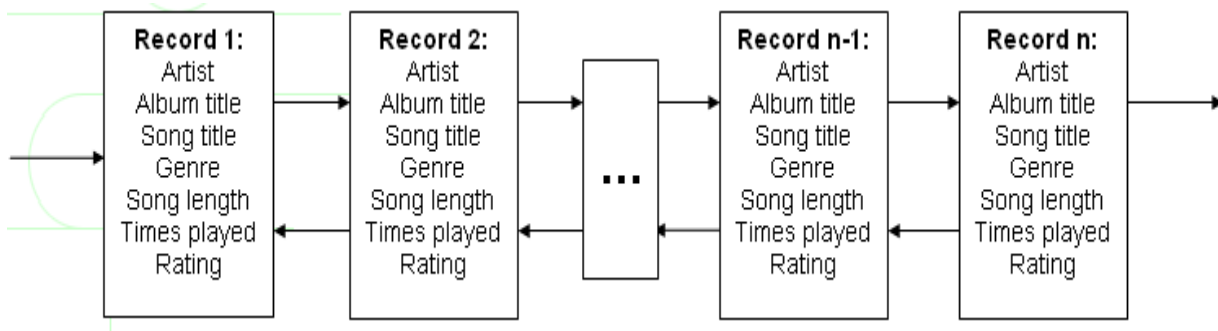 Record 1:
Artist
Album title
Song title
Genre
Song length
Times played
Rating
Record 2:
Artist
Album title
Song title
Genre
Song length
Times played
Rating
...
Record n-1:
Artist
Album title
Song title
Genre
Song length
Times played
Rating
Record n:
Artist
Album title
Song title
Genre
Song length
Times played
Rating